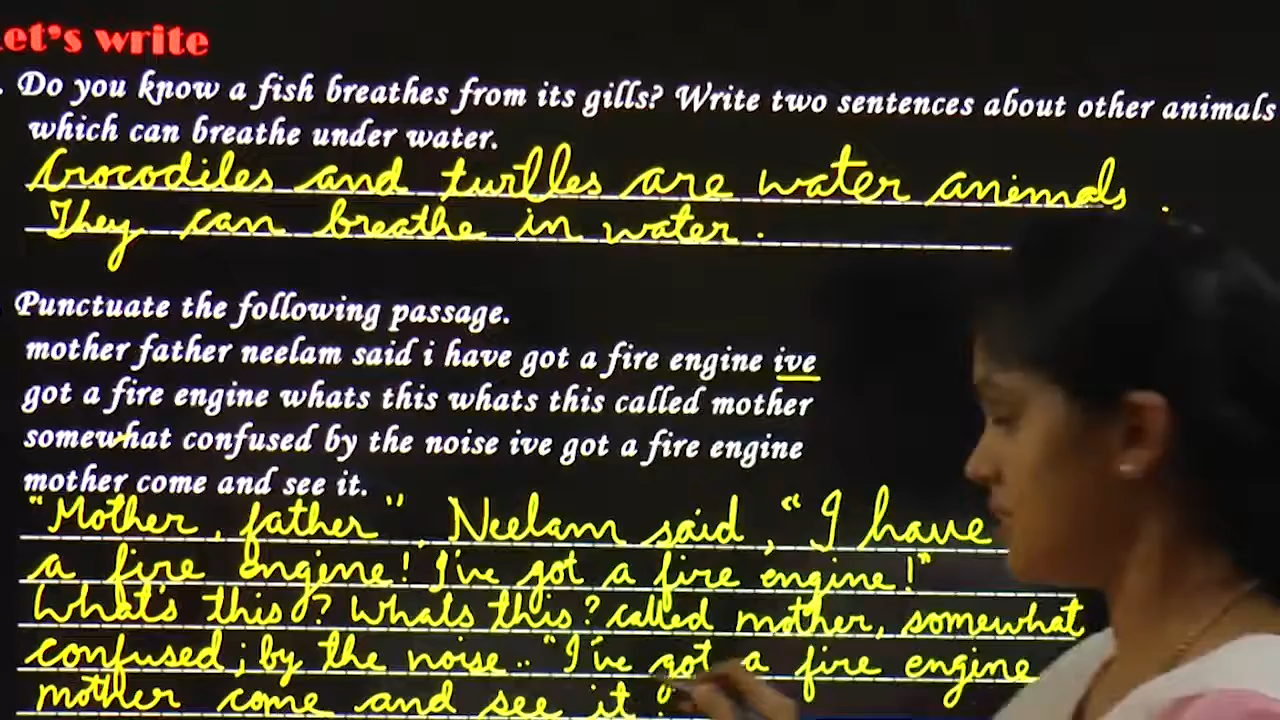 Let's write
. Do you know a fish breathes from its gills? Write two sentences about other animals
which can breathe under water.
Crocodiles and turtles are water animals.
They can breathe in water.
Punctuate the following passage.
mother father neelam said i have got a fire engine ive
got a fire engine whats this whats this called mother
somewhat confused by the noise ive got a fire engine
mother come and see it.
"Mother, father", Neelam said, "I have
a fire engine! I've got a fire engine!"
What's this? Whats this? called mother, somewhat
confused; by the noise.. "I've got a fire engine
mother come and see it.